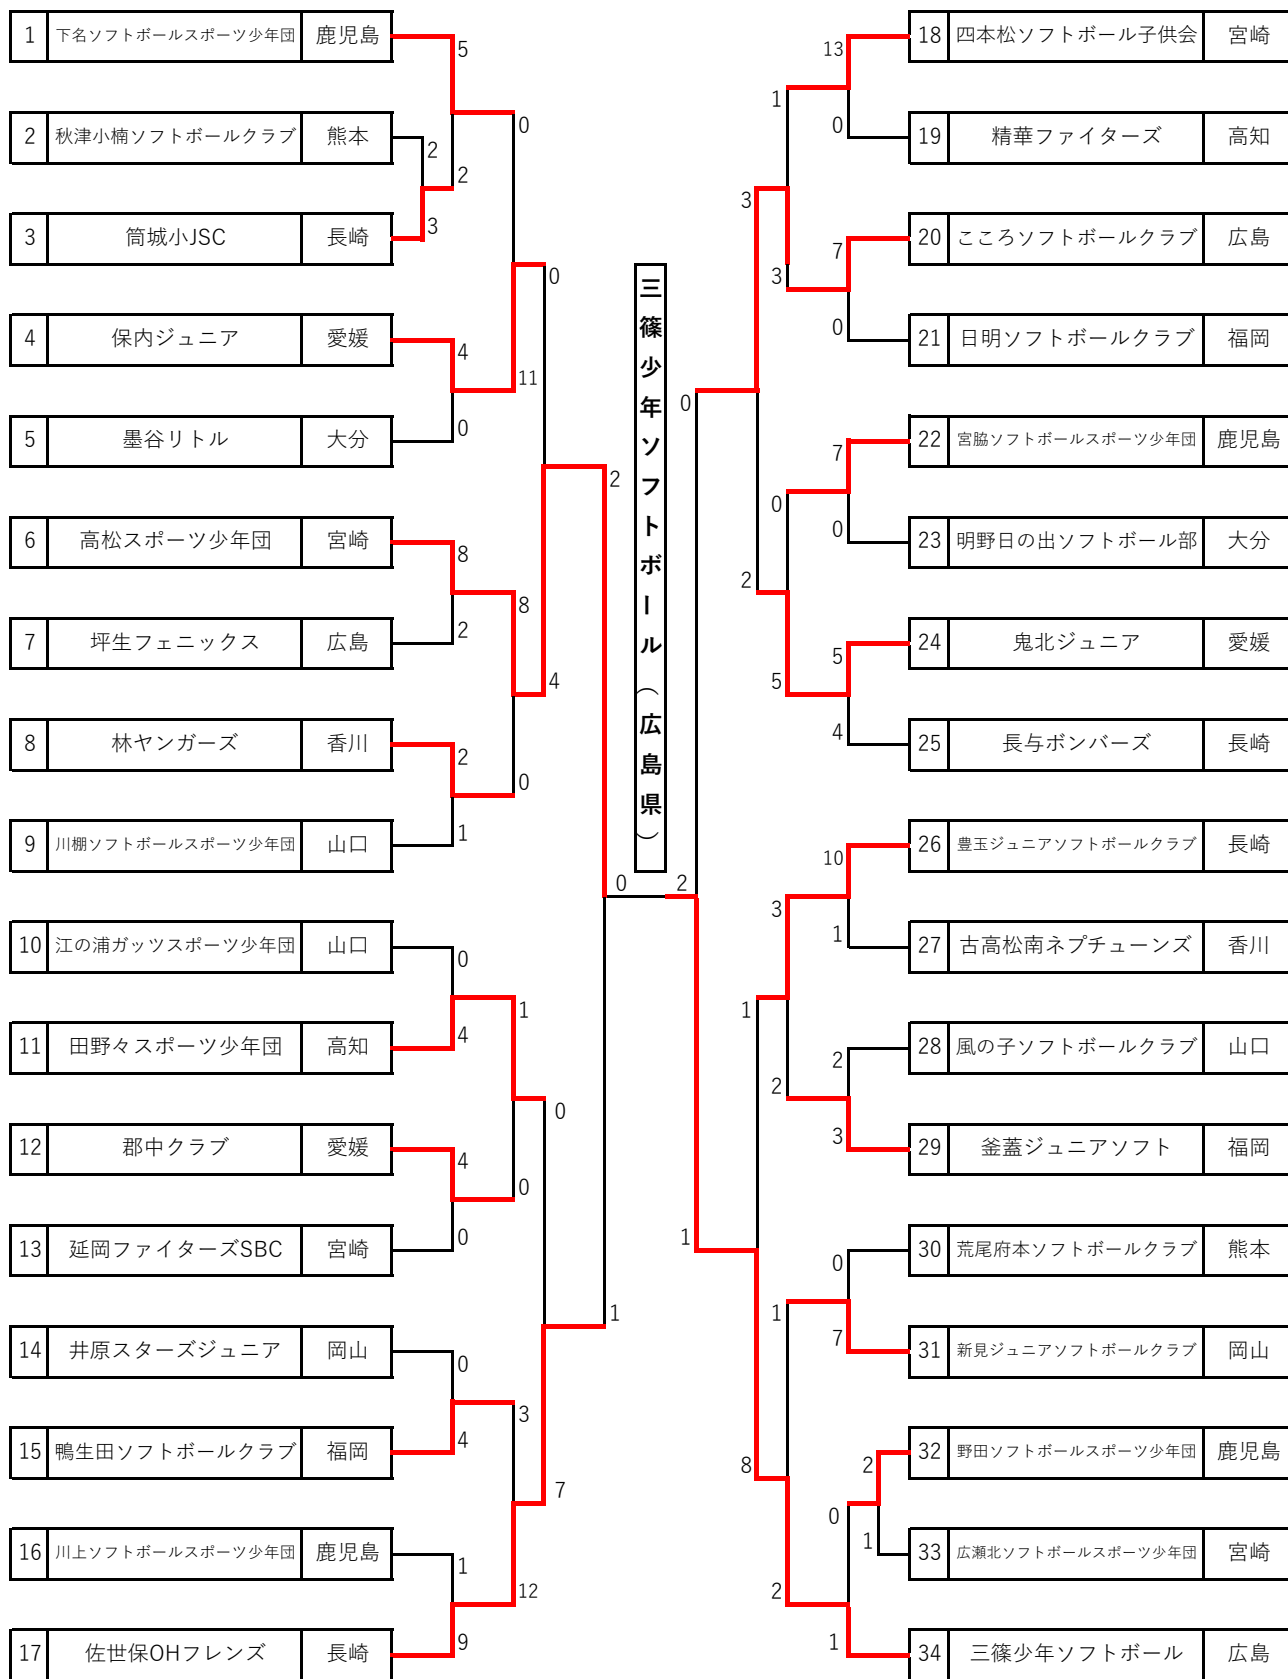 1 下名ソフトボールスポーツ少年団 鹿児島
5
0
2 秋津小楠ソフトボールクラブ 熊本
2
2
3 筒城小JSC 長崎
3
0
4 保内ジュニア 愛媛
4
11
5 墨谷リトル 大分
0
2
6 高松スポーツ少年団 宮崎
8
8
7 坪生フェニックス 広島
2
4
8 林ヤンガーズ 香川
2
0
9 川棚ソフトボールスポーツ少年団 山口
1
0
10 江の浦ガッツスポーツ少年団 山口
0
1
11 田野々スポーツ少年団 高知
4
0
12 郡中クラブ 愛媛
4
0
13 延岡ファイターズSBC 宮崎
0
1
14 井原スターズジュニア 岡山
0
3
15 鴨生田ソフトボールクラブ 福岡
4
7
16 川上ソフトボールスポーツ少年団 鹿児島
1
12
17 佐世保OHフレンズ 長崎
9
三篠少年ソフトボール（広島県）
2
18 四本松ソフトボール子供会 宮崎
13
1
19 精華ファイターズ 高知
0
3
20 こころソフトボールクラブ 広島
7
3
21 日明ソフトボールクラブ 福岡
0
0
22 宮脇ソフトボールスポーツ少年団 鹿児島
7
0
23 明野日の出ソフトボール部 大分
0
2
24 鬼北ジュニア 愛媛
5
5
25 長与ボンバーズ 長崎
4
26 豊玉ジュニアソフトボールクラブ 長崎
10
3
27 古高松南ネプチューンズ 香川
1
1
28 風の子ソフトボールクラブ 山口
2
2
29 釜蓋ジュニアソフト 福岡
3
1
30 荒尾府本ソフトボールクラブ 熊本
0
1
31 新見ジュニアソフトボールクラブ 岡山
7
8
32 野田ソフトボールスポーツ少年団 鹿児島
2
0
33 広瀬北ソフトボールスポーツ少年団 宮崎
1
2
34 三篠少年ソフトボール 広島
1